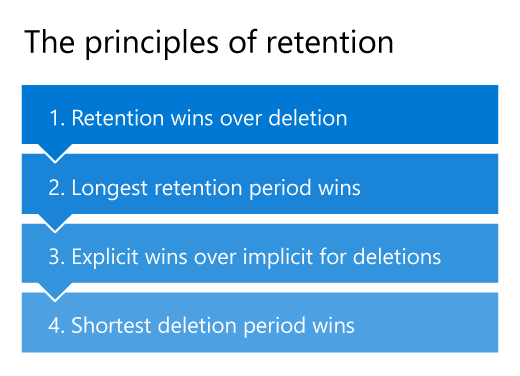 The principles of retention
1. Retention wins over deletion
2. Longest retention period wins
3. Explicit wins over implicit for deletions
4. Shortest deletion period wins